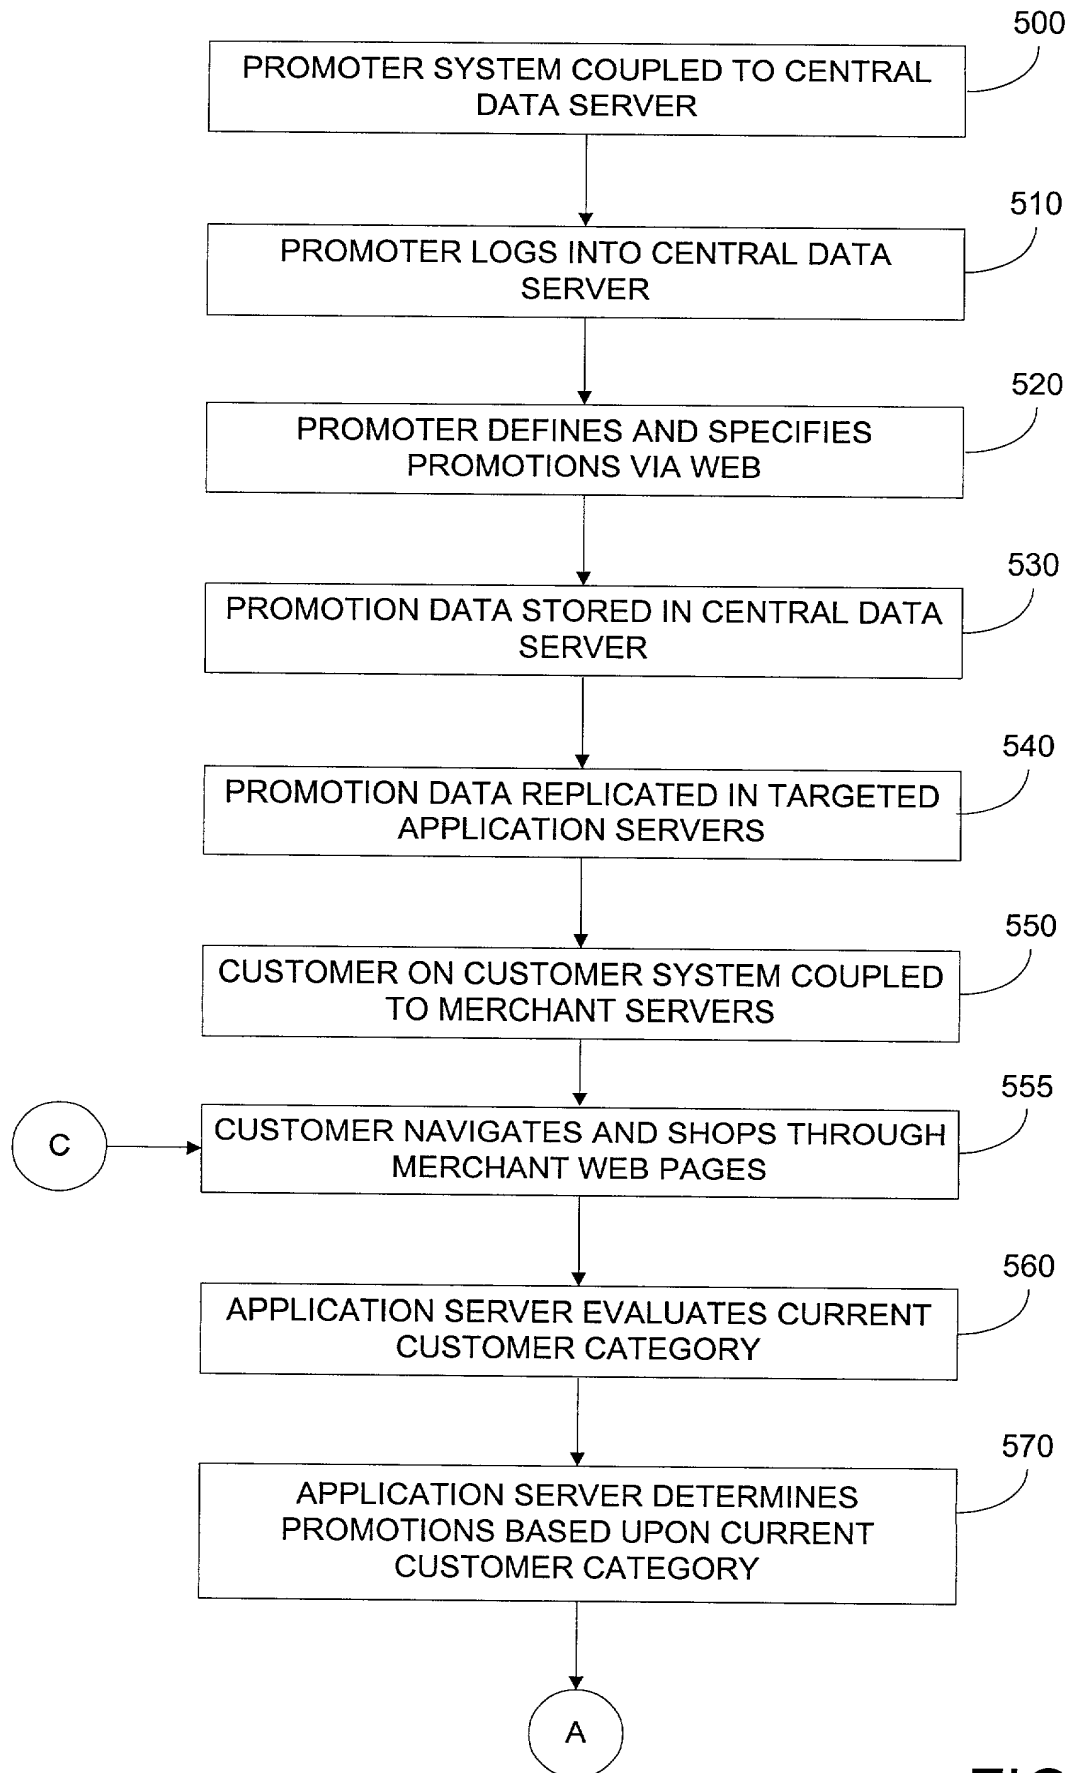 500
PROMOTER SYSTEM COUPLED TO CENTRAL
DATA SERVER
510
PROMOTER LOGS INTO CENTRAL DATA
SERVER
520
PROMOTER DEFINES AND SPECIFIES
PROMOTIONS VIA WEB
530
PROMOTION DATA STORED IN CENTRAL DATA
SERVER
540
PROMOTION DATA REPLICATED IN TARGETED
APPLICATION SERVERS
550
CUSTOMER ON CUSTOMER SYSTEM COUPLED
TO MERCHANT SERVERS
555
C
CUSTOMER NAVIGATES AND SHOPS THROUGH
MERCHANT WEB PAGES
560
APPLICATION SERVER EVALUATES CURRENT
CUSTOMER CATEGORY
570
APPLICATION SERVER DETERMINES
PROMOTIONS BASED UPON CURRENT
CUSTOMER CATEGORY
A